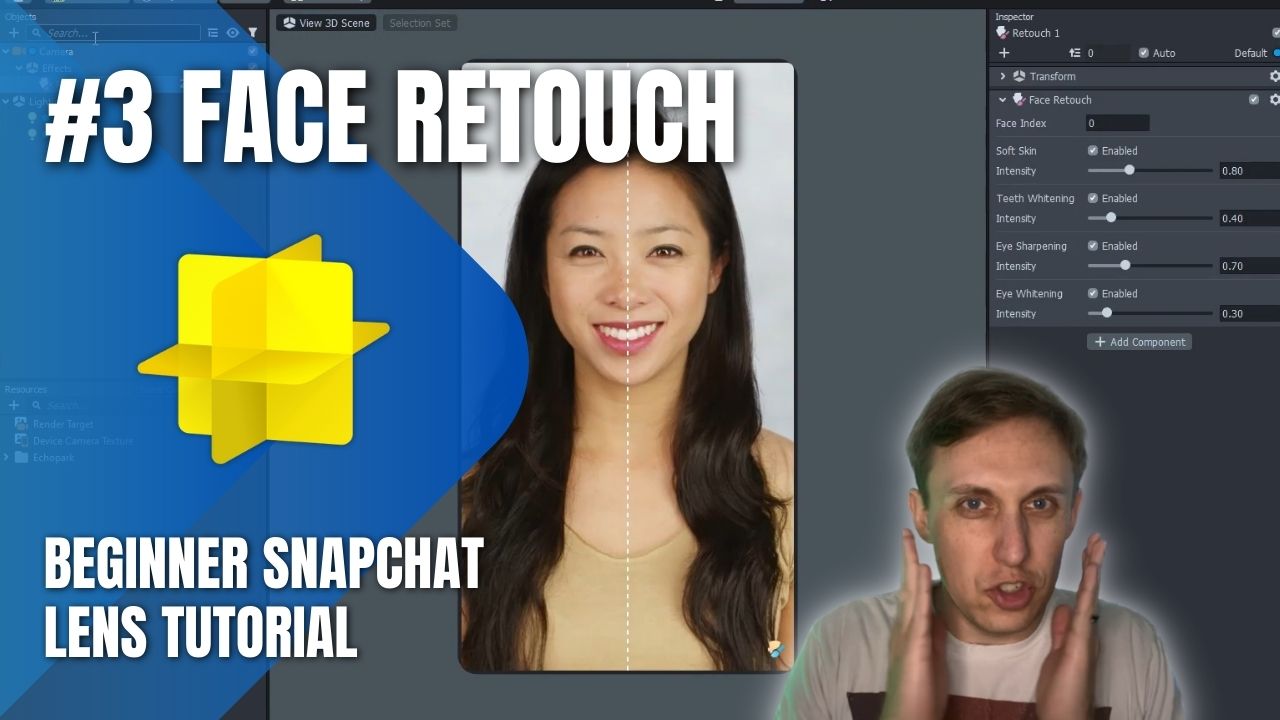 Objects
Search...
Camera
Effects
Light
#3 FACE RETOUCH
BEGINNER SNAPCHAT
LENS TUTORIAL
Resources
Search...
Render Target
Device Camera Texture
Echopark
View 3D Scene
Selection Set
Inspector
Retouch 1
0
Auto
Default
Transform
Face Retouch
Face Index 0
Soft Skin Enabled
Intensity 0.80
Teeth Whitening Enabled
Intensity 0.40
Eye Sharpening Enabled
Intensity 0.70
Eye Whitening Enabled
Intensity 0.30
Add Component